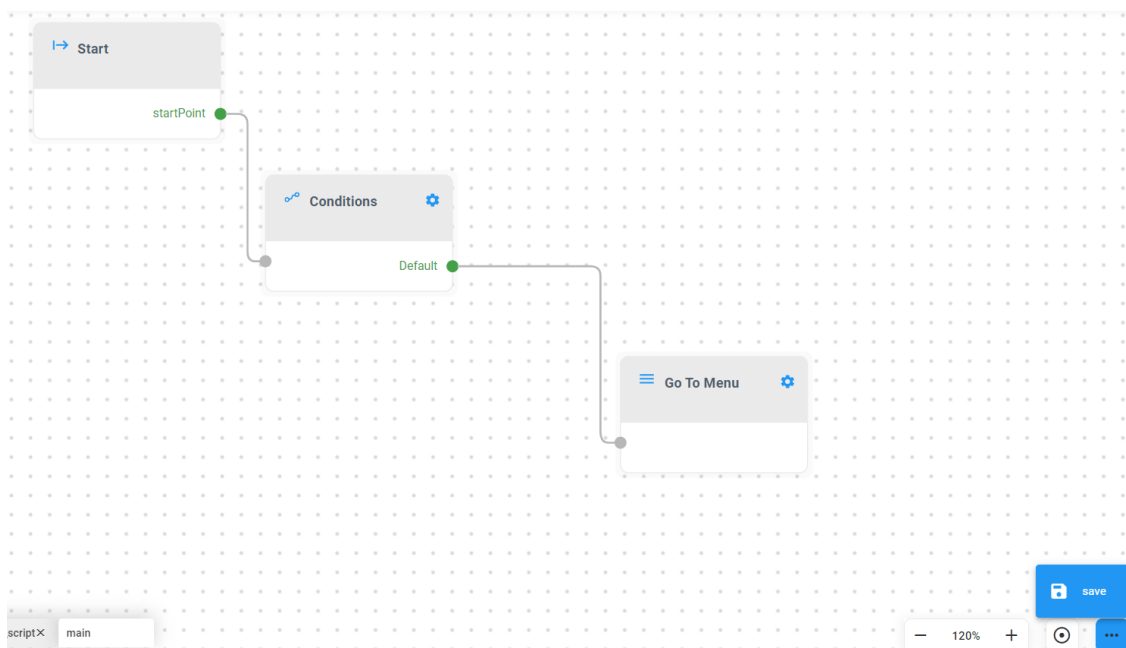 Start
startPoint
Conditions
Default
Go To Menu
save
script× main
120%